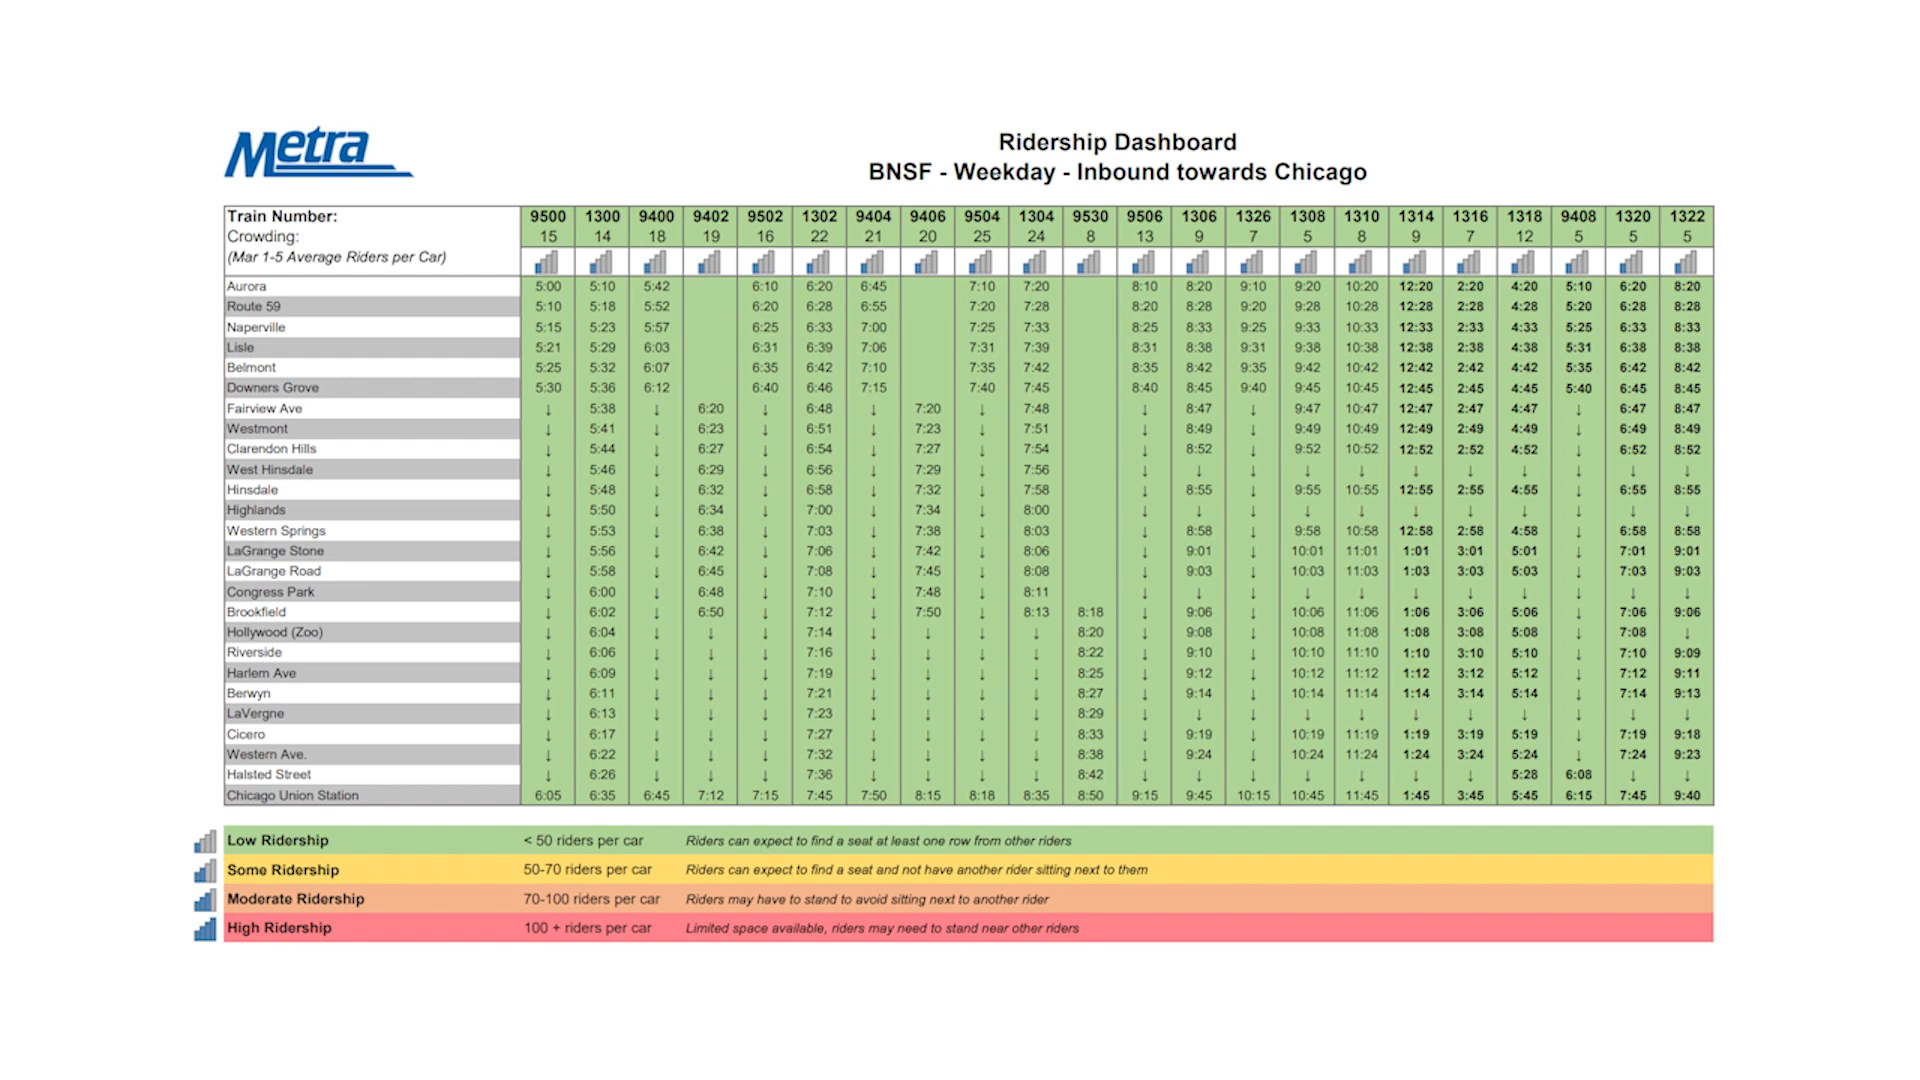 Metra
Ridership Dashboard
BNSF - Weekday - Inbound towards Chicago
Train Number: 9500 1300 9400 9402 9502 1302 9404 9406 9504 1304 9530 9506 1306 1326 1308 1310 1314 1316 1318 9408 1320 1322
Crowding: 15 14 18 19 16 22 21 20 25 24 8 13 9 7 5 8 9 7 12 5 5 5
(Mar 1-5 Average Riders per Car)
Aurora 5:00 5:10 5:42 6:10 6:20 6:45 7:10 7:20 8:10 8:20 9:10 9:20 10:20 12:20 2:20 4:20 5:10 6:20 8:20
Route 59 5:10 5:18 5:52 6:20 6:28 6:55 7:20 7:28 8:20 8:28 9:20 9:28 10:28 12:28 2:28 4:28 5:20 6:28 8:28
Naperville 5:15 5:23 5:57 6:25 6:33 7:00 7:25 7:33 8:25 8:33 9:25 9:33 10:33 12:33 2:33 4:33 5:25 6:33 8:33
Lisle 5:21 5:29 6:03 6:31 6:39 7:06 7:31 7:39 8:31 8:38 9:31 9:38 10:38 12:38 2:38 4:38 5:31 6:38 8:38
Belmont 5:25 5:32 6:07 6:35 6:42 7:10 7:35 7:42 8:35 8:42 9:35 9:42 10:42 12:42 2:42 4:42 5:35 6:42 8:42
Downers Grove 5:30 5:36 6:12 6:40 6:46 7:15 7:40 7:45 8:40 8:45 9:40 9:45 10:45 12:45 2:45 4:45 5:40 6:45 8:45
Fairview Ave ↓ 5:38 ↓ 6:20 ↓ 6:48 ↓ 7:20 ↓ 7:48 ↓ 8:47 ↓ 9:47 10:47 12:47 2:47 4:47 ↓ 6:47 8:47
Westmont ↓ 5:41 ↓ 6:23 ↓ 6:51 ↓ 7:23 ↓ 7:51 ↓ 8:49 ↓ 9:49 10:49 12:49 2:49 4:49 ↓ 6:49 8:49
Clarendon Hills ↓ 5:44 ↓ 6:27 ↓ 6:54 ↓ 7:27 ↓ 7:54 ↓ 8:52 ↓ 9:52 10:52 12:52 2:52 4:52 ↓ 6:52 8:52
West Hinsdale ↓ 5:46 ↓ 6:29 ↓ 6:56 ↓ 7:29 ↓ 7:56 ↓ ↓ ↓ ↓ ↓ ↓ ↓ ↓ ↓ ↓ ↓
Hinsdale ↓ 5:48 ↓ 6:32 ↓ 6:58 ↓ 7:32 ↓ 7:58 ↓ 8:55 ↓ 9:55 10:55 12:55 2:55 4:55 ↓ 6:55 8:55
Highlands ↓ 5:50 ↓ 6:34 ↓ 7:00 ↓ 7:34 ↓ 8:00 ↓ ↓ ↓ ↓ ↓ ↓ ↓ ↓ ↓ ↓ ↓
Western Springs ↓ 5:53 ↓ 6:38 ↓ 7:03 ↓ 7:38 ↓ 8:03 ↓ 8:58 ↓ 9:58 10:58 12:58 2:58 4:58 ↓ 6:58 8:58
LaGrange Stone ↓ 5:56 ↓ 6:42 ↓ 7:06 ↓ 7:42 ↓ 8:06 ↓ 9:01 ↓ 10:01 11:01 1:01 3:01 5:01 ↓ 7:01 9:01
LaGrange Road ↓ 5:58 ↓ 6:45 ↓ 7:08 ↓ 7:45 ↓ 8:08 ↓ 9:03 ↓ 10:03 11:03 1:03 3:03 5:03 ↓ 7:03 9:03
Congress Park ↓ 6:00 ↓ 6:48 ↓ 7:10 ↓ 7:48 ↓ 8:11 ↓ ↓ ↓ ↓ ↓ ↓ ↓ ↓ ↓ ↓ ↓
Brookfield ↓ 6:02 ↓ 6:50 ↓ 7:12 ↓ 7:50 ↓ 8:13 8:18 ↓ 9:06 ↓ 10:06 11:06 1:06 3:06 5:06 ↓ 7:06 9:06
Hollywood (Zoo) ↓ 6:04 ↓ ↓ ↓ 7:14 ↓ ↓ ↓ ↓ 8:20 ↓ 9:08 ↓ 10:08 11:08 1:08 3:08 5:08 ↓ 7:08 ↓
Riverside ↓ 6:06 ↓ ↓ ↓ 7:16 ↓ ↓ ↓ ↓ 8:22 ↓ 9:10 ↓ 10:10 11:10 1:10 3:10 5:10 ↓ 7:10 9:09
Harlem Ave ↓ 6:09 ↓ ↓ ↓ 7:19 ↓ ↓ ↓ ↓ 8:25 ↓ 9:12 ↓ 10:12 11:12 1:12 3:12 5:12 ↓ 7:12 9:11
Berwyn ↓ 6:11 ↓ ↓ ↓ 7:21 ↓ ↓ ↓ ↓ 8:27 ↓ 9:14 ↓ 10:14 11:14 1:14 3:14 5:14 ↓ 7:14 9:13
LaVergne ↓ 6:13 ↓ ↓ ↓ 7:23 ↓ ↓ ↓ ↓ 8:29 ↓ ↓ ↓ ↓ ↓ ↓ ↓ ↓ ↓ ↓ ↓
Cicero ↓ 6:17 ↓ ↓ ↓ 7:27 ↓ ↓ ↓ ↓ 8:33 ↓ 9:19 ↓ 10:19 11:19 1:19 3:19 5:19 ↓ 7:19 9:18
Western Ave. ↓ 6:22 ↓ ↓ ↓ 7:32 ↓ ↓ ↓ ↓ 8:38 ↓ 9:24 ↓ 10:24 11:24 1:24 3:24 5:24 ↓ 7:24 9:23
Halsted Street ↓ 6:26 ↓ ↓ ↓ 7:36 ↓ ↓ ↓ ↓ 8:42 ↓ ↓ ↓ ↓ ↓ ↓ ↓ 5:28 6:08 ↓ ↓
Chicago Union Station 6:05 6:35 6:45 7:12 7:15 7:45 7:50 8:15 8:18 8:35 8:50 9:15 9:45 10:15 10:45 11:45 1:45 3:45 5:45 6:15 7:45 9:40
Low Ridership < 50 riders per car Riders can expect to find a seat at least one row from other riders
Some Ridership 50-70 riders per car Riders can expect to find a seat and not have another rider sitting next to them
Moderate Ridership 70-100 riders per car Riders may have to stand to avoid sitting next to another rider
High Ridership 100 + riders per car Limited space available, riders may need to stand near other riders